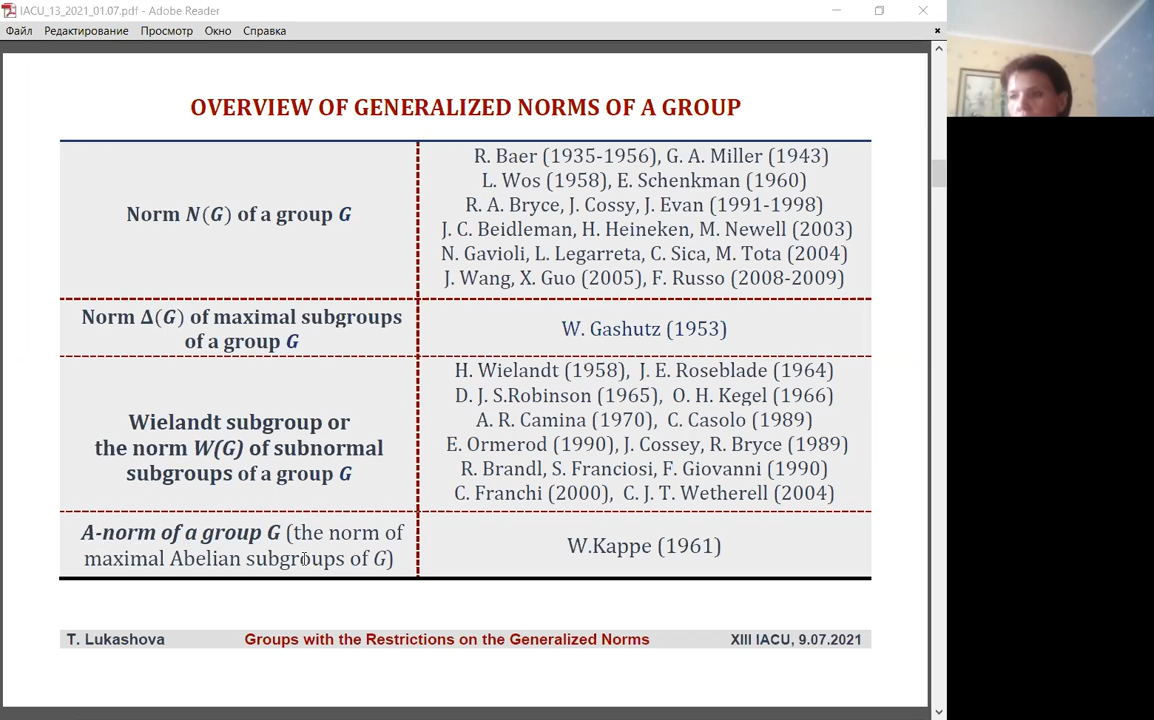 IACU_13_2021_01.07.pdf - Adobe Reader
Файл Редактирование Просмотр Окно Справка
OVERVIEW OF GENERALIZED NORMS OF A GROUP
Norm N(G) of a group G
R. Baer (1935-1956), G. A. Miller (1943)
L. Wos (1958), E. Schenkman (1960)
R. A. Bryce, J. Cossy, J. Evan (1991-1998)
J. C. Beidleman, H. Heineken, M. Newell (2003)
N. Gavioli, L. Legarreta, C. Sica, M. Tota (2004)
J. Wang, X. Guo (2005), F. Russo (2008-2009)
Norm Δ(G) of maximal subgroups
of a group G
W. Gashutz (1953)
Wielandt subgroup or
the norm W(G) of subnormal
subgroups of a group G
H. Wielandt (1958), J. E. Roseblade (1964)
D. J. S.Robinson (1965), O. H. Kegel (1966)
A. R. Camina (1970), C. Casolo (1989)
E. Ormerod (1990), J. Cossey, R. Bryce (1989)
R. Brandl, S. Franciosi, F. Giovanni (1990)
C. Franchi (2000), C. J. T. Wetherell (2004)
A-norm of a group G (the norm of
maximal Abelian subgroups of G)
W.Kappe (1961)
T. Lukashova Groups with the Restrictions on the Generalized Norms XIII IACU, 9.07.2021